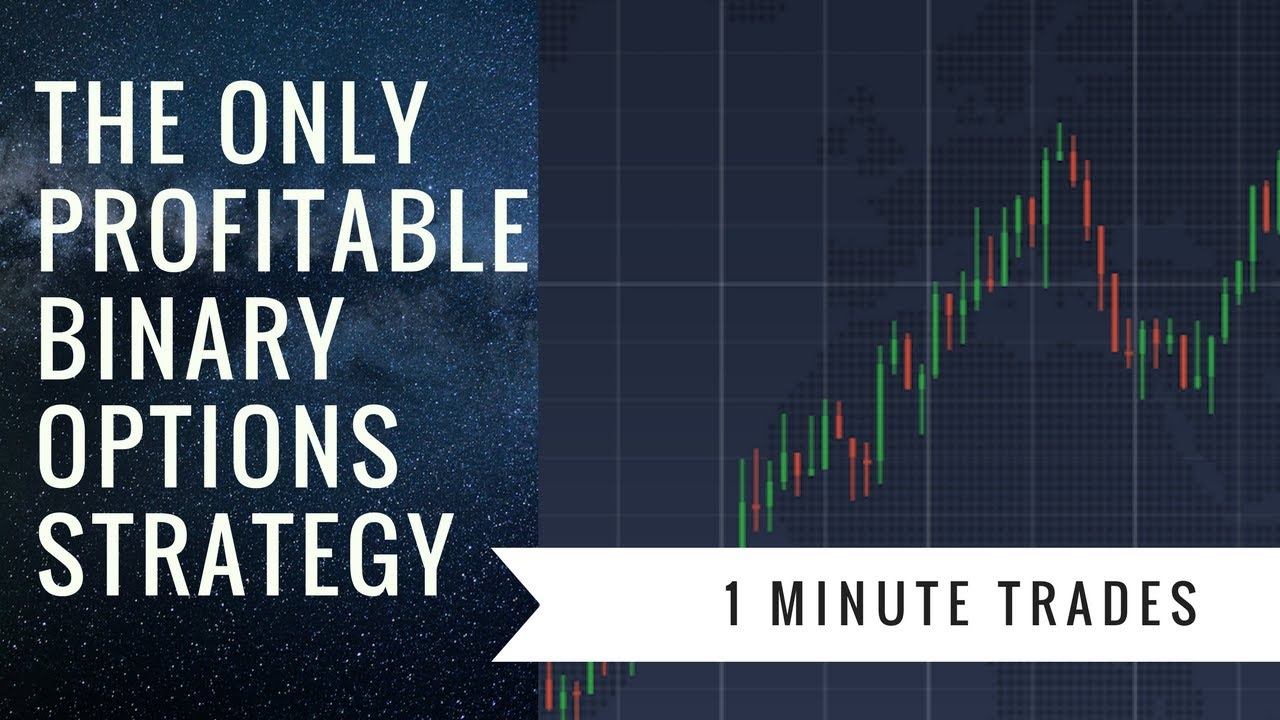 THE ONLY
PROFITABLE
BINARY
OPTIONS
STRATEGY
1 MINUTE TRADES